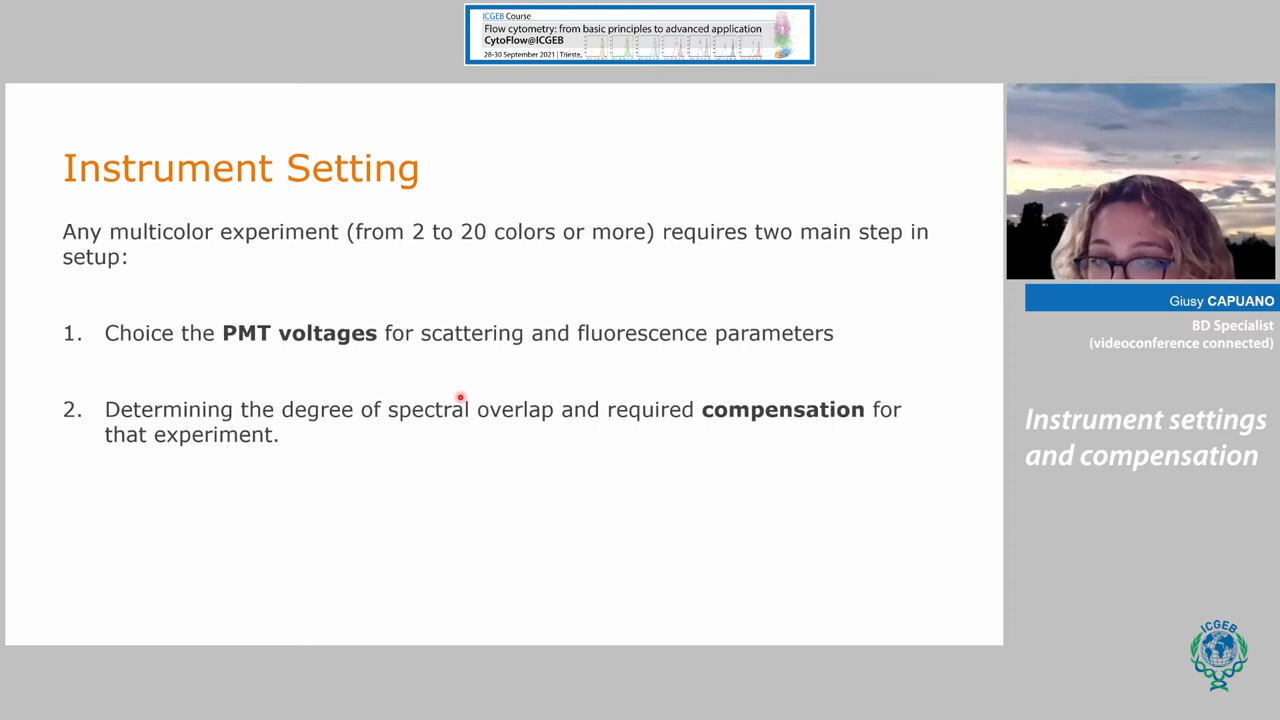 ICGEB Course
Flow cytometry: from basic principles to advanced application
CytoFlow@ICGEB
28-30 September 2021 | Trieste,
Instrument Setting
Any multicolor experiment (from 2 to 20 colors or more) requires two main step in
setup:
1. Choice the PMT voltages for scattering and fluorescence parameters
2. Determining the degree of spectral overlap and required compensation for
that experiment.
Giusy CAPUANO
BD Specialist
(videoconference connected)
Instrument settings
and compensation
ICGEB